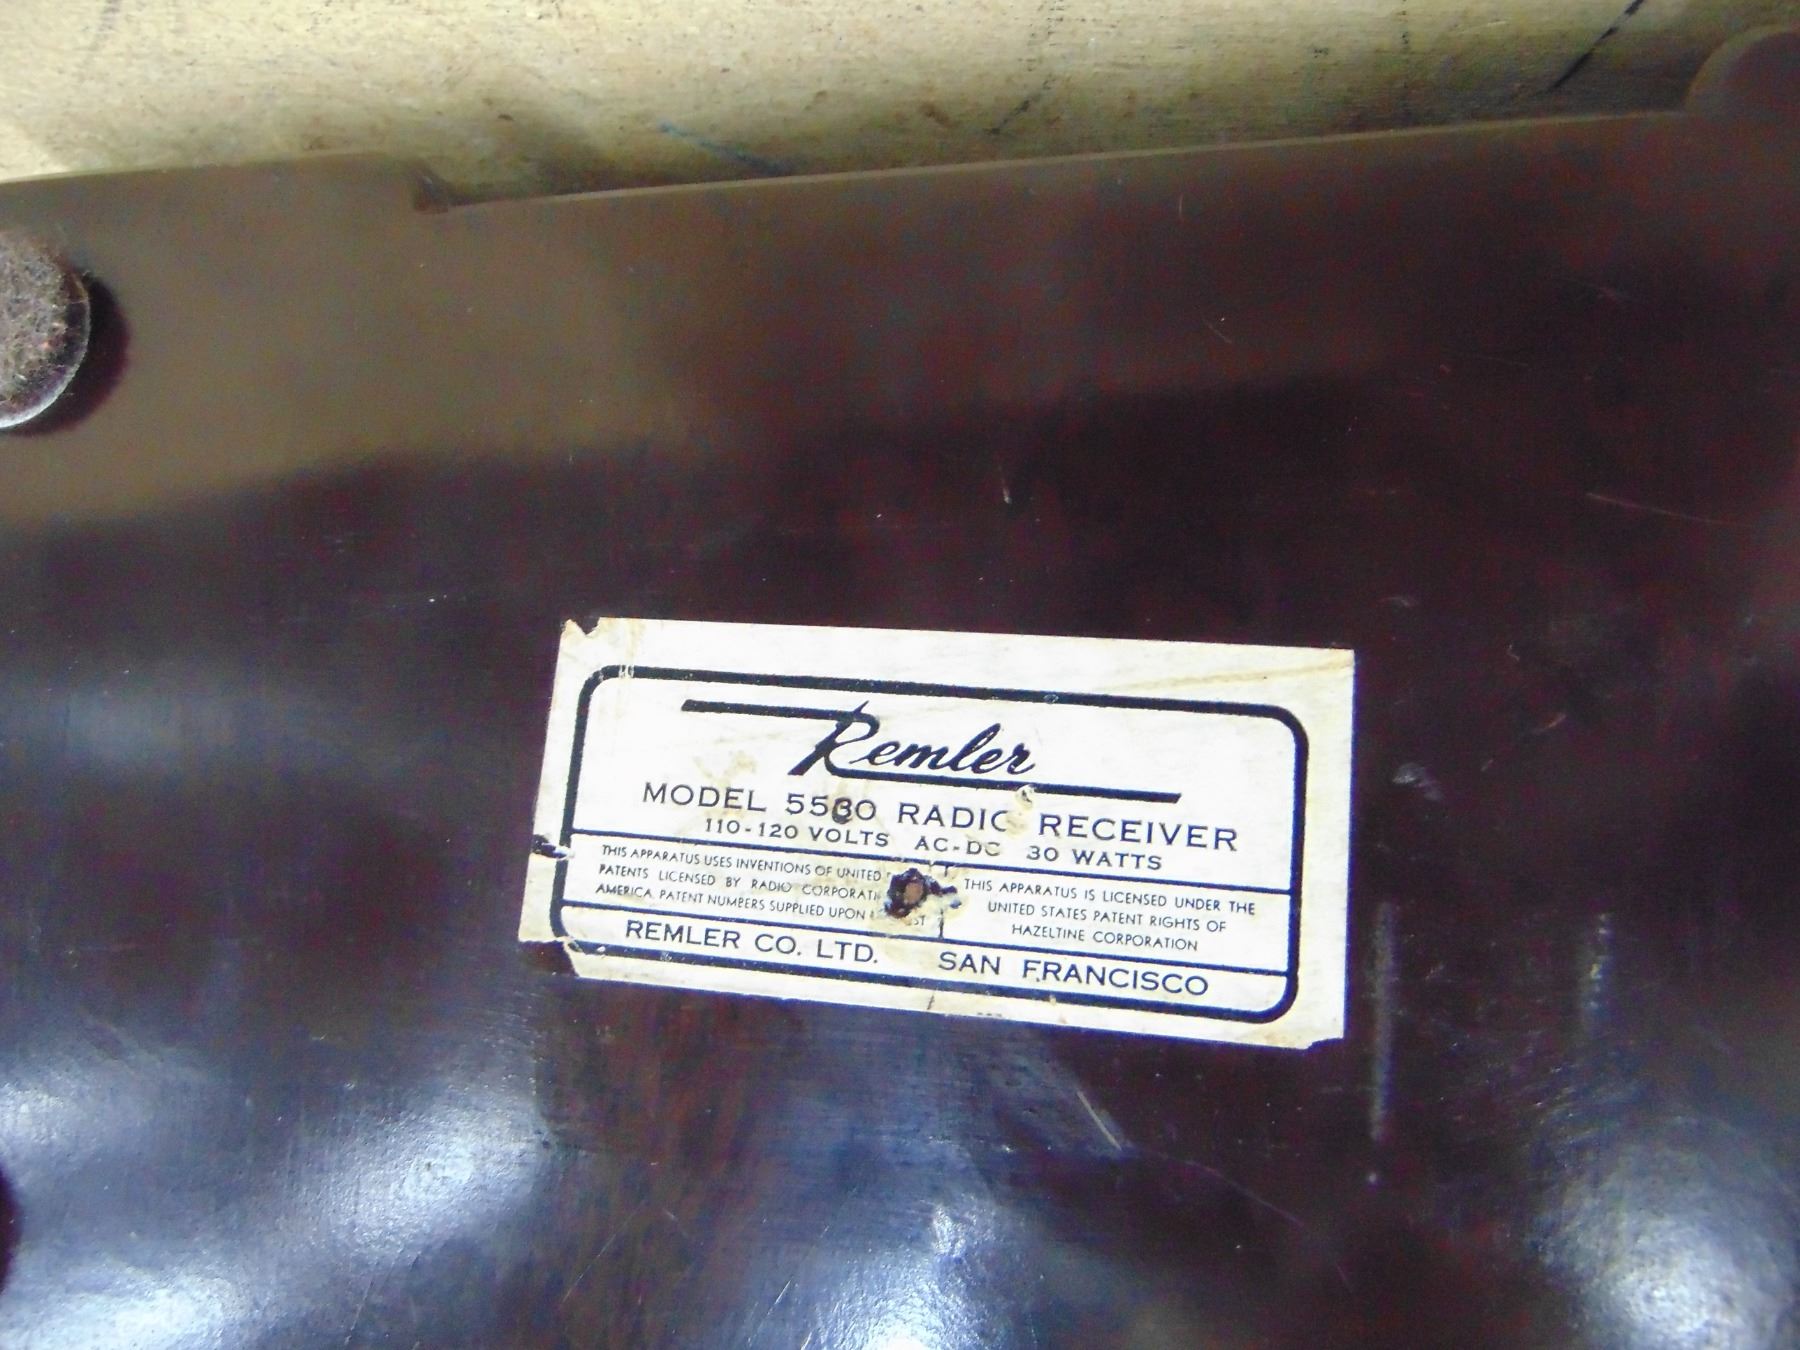 Remler
MODEL 5530 RADIO RECEIVER
110-120 VOLTS AC-DC 30 WATTS
THIS APPARATUS USES INVENTIONS OF UNITED
PATENTS LICENSED BY RADIO CORPORATI
AMERICA. PATENT NUMBERS SUPPLIED UPON
THIS APPARATUS IS LICENSED UNDER THE
UNITED STATES PATENT RIGHTS OF
HAZELTINE CORPORATION
REMLER CO. LTD. SAN FRANCISCO